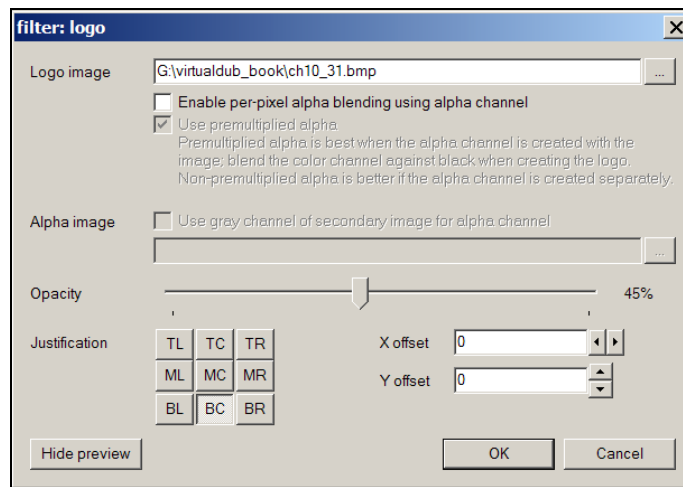 filter: logo
Logo image G:\virtualdub_book\ch10_31.bmp ...
Enable per-pixel alpha blending using alpha channel
Use premultiplied alpha
Premultiplied alpha is best when the alpha channel is created with the
image; blend the color channel against black when creating the logo.
Non-premultiplied alpha is better if the alpha channel is created separately.
Alpha image Use gray channel of secondary image for alpha channel
...
Opacity 45%
Justification TL TC TR X offset 0
ML MC MR Y offset 0
BL BC BR
Hide preview OK Cancel